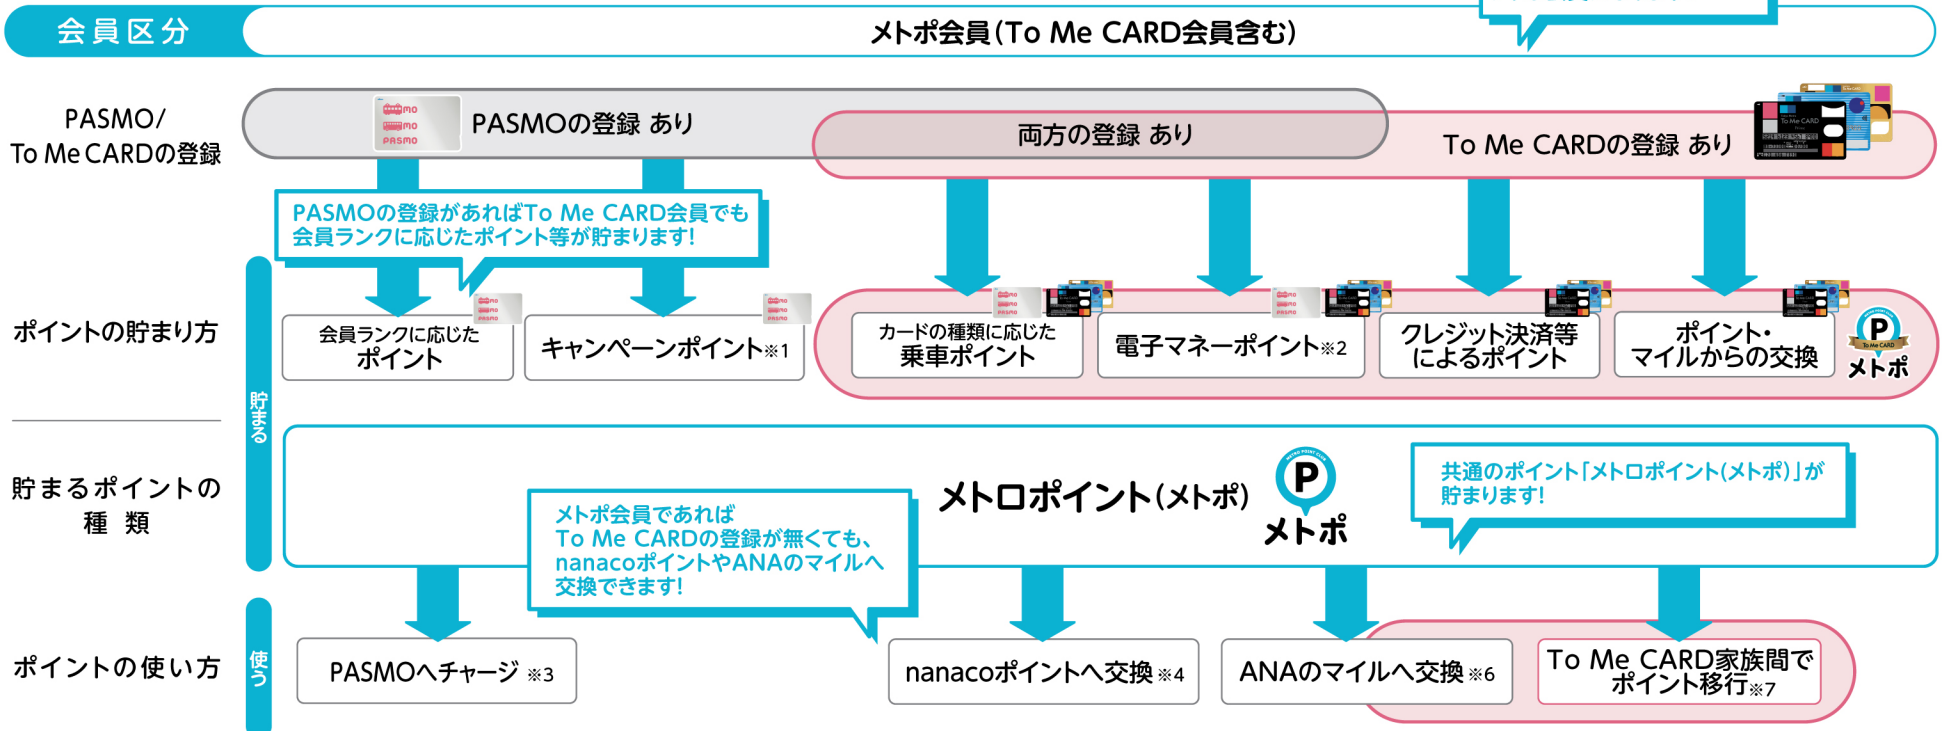 会員区分
メトポ会員(To Me CARD会員含む)
PASMO/
To Me CARDの登録
PASMOの登録 あり
両方の登録 あり
To Me CARDの登録 あり
PASMOの登録があればTo Me CARD会員でも
会員ランクに応じたポイント等が貯まります!
貯まる
ポイントの貯まり方
会員ランクに応じた
ポイント
キャンペーンポイント※1
カードの種類に応じた
乗車ポイント
電子マネーポイント※2
クレジット決済等
によるポイント
ポイント・
マイルからの交換
P
To Me CARD
メトポ
貯まるポイントの
種 類
メトロポイント(メトポ)
METRO POINT CLUB
P
メトポ
共通のポイント「メトロポイント(メトポ)」が
貯まります!
メトポ会員であれば
To Me CARDの登録が無くても、
nanacoポイントやANAのマイルへ
交換できます!
使う
ポイントの使い方
PASMOへチャージ ※3
nanacoポイントへ交換※4
ANAのマイルへ交換※6
To Me CARD家族間で
ポイント移行※7